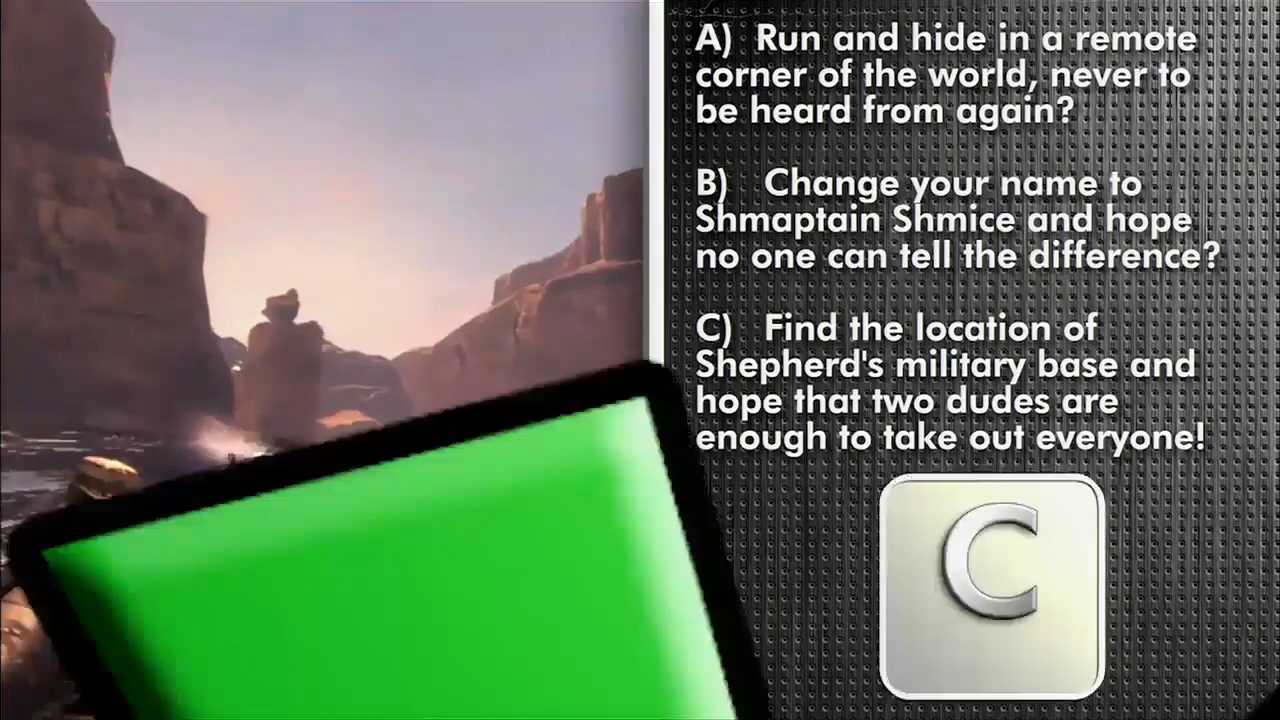 A) Run and hide in a remote
corner of the world, never to
be heard from again?
B) Change your name to
Shmaptain Shmice and hope
no one can tell the difference?
C) Find the location of
Shepherd's military base and
hope that two dudes are
enough to take out everyone!
C